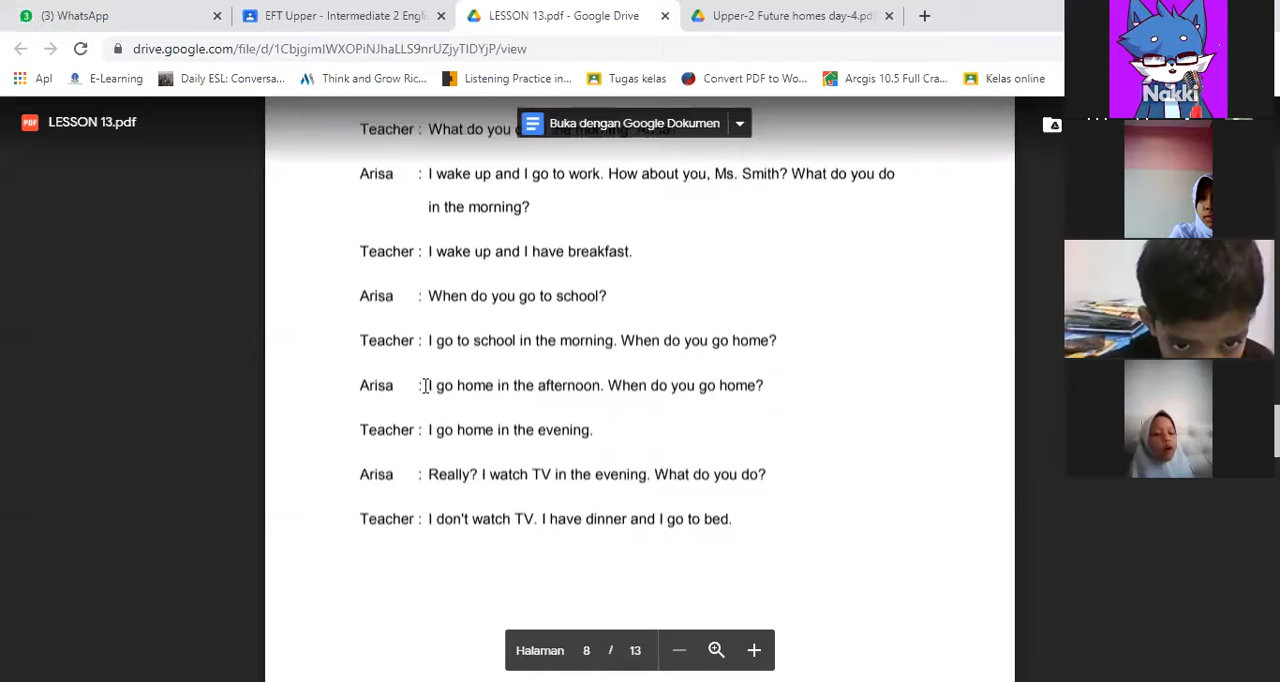 (3) WhatsApp
EFT Upper - Intermediate 2 Engl
LESSON 13.pdf - Google Drive
Upper-2 Future homes day-4.pdf
drive.google.com/file/d/1CbjgimIWXOPiNJhaLLS9nrUZjyTIDYjP/view
Apl
E-Learning
Daily ESL: Conversa...
Think and Grow Ric...
Listening Practice in...
Tugas kelas
Convert PDF to Wo...
Arcgis 10.5 Full Cra...
Kelas online
Nakki
LESSON 13.pdf
Buka dengan Google Dokumen
Teacher : What do you
Arisa : I wake up and I go to work. How about you, Ms. Smith? What do you do
in the morning?
Teacher : I wake up and I have breakfast.
Arisa : When do you go to school?
Teacher : I go to school in the morning. When do you go home?
Arisa : I go home in the afternoon. When do you go home?
Teacher : I go home in the evening.
Arisa : Really? I watch TV in the evening. What do you do?
Teacher : I don't watch TV. I have dinner and I go to bed.
Halaman 8 / 13